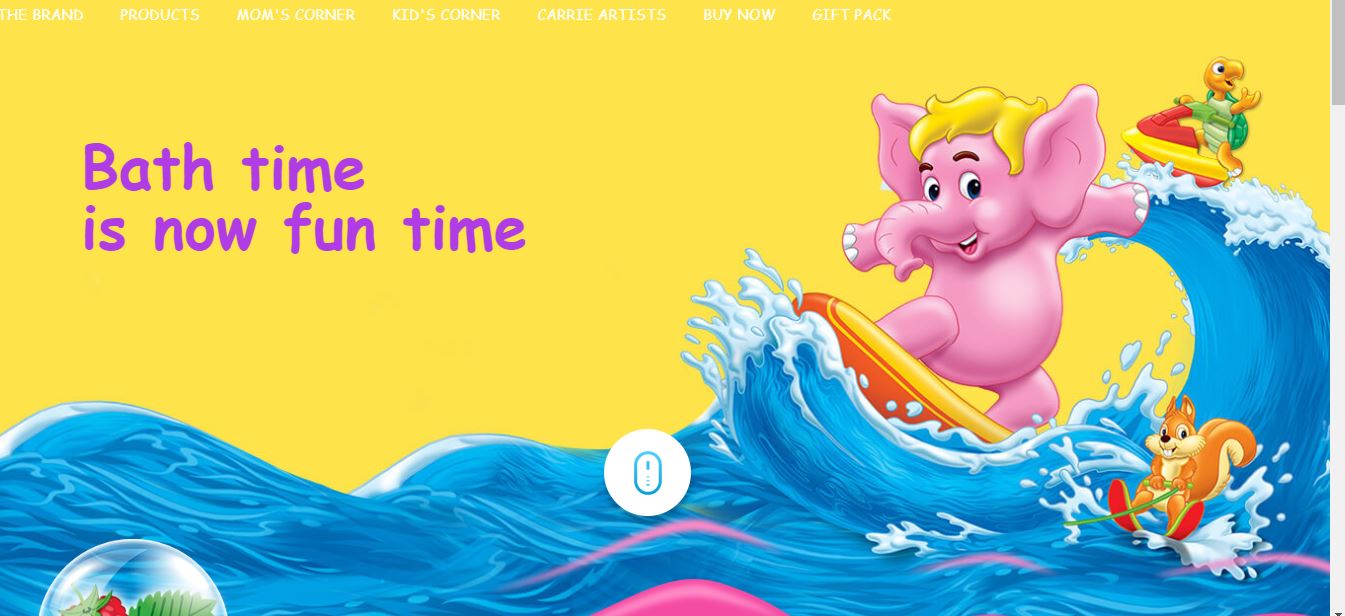 THE BRAND PRODUCTS MOM'S CORNER KID'S CORNER CARRIE ARTISTS BUY NOW GIFT PACK
Bath time
is now fun time